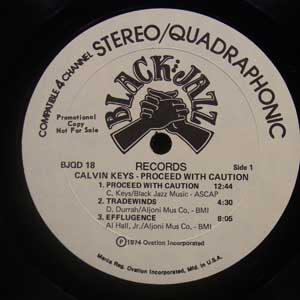 COMPATIBLE 4 CHANNEL STEREO/QUADRAPHONIC
BLACK JAZZ
Promotional
Copy
Not For Sale
BJQD 18
RECORDS
Side 1
CALVIN KEYS - PROCEED WITH CAUTION
1. PROCEED WITH CAUTION 12:44
C. Keys/Black Jazz Music - ASCAP
2. TRADEWINDS 4:30
D. Durrah/Aljoni Mus Co, - BMI
3. EFFLUGENCE 8:05
Al Hall, Jr./Aljoni Mus Co, - BMI
Ⓟ 1974 Ovation Incorporated
Marca Reg. Ovation Incorporated, Mfd. in U.S.A.